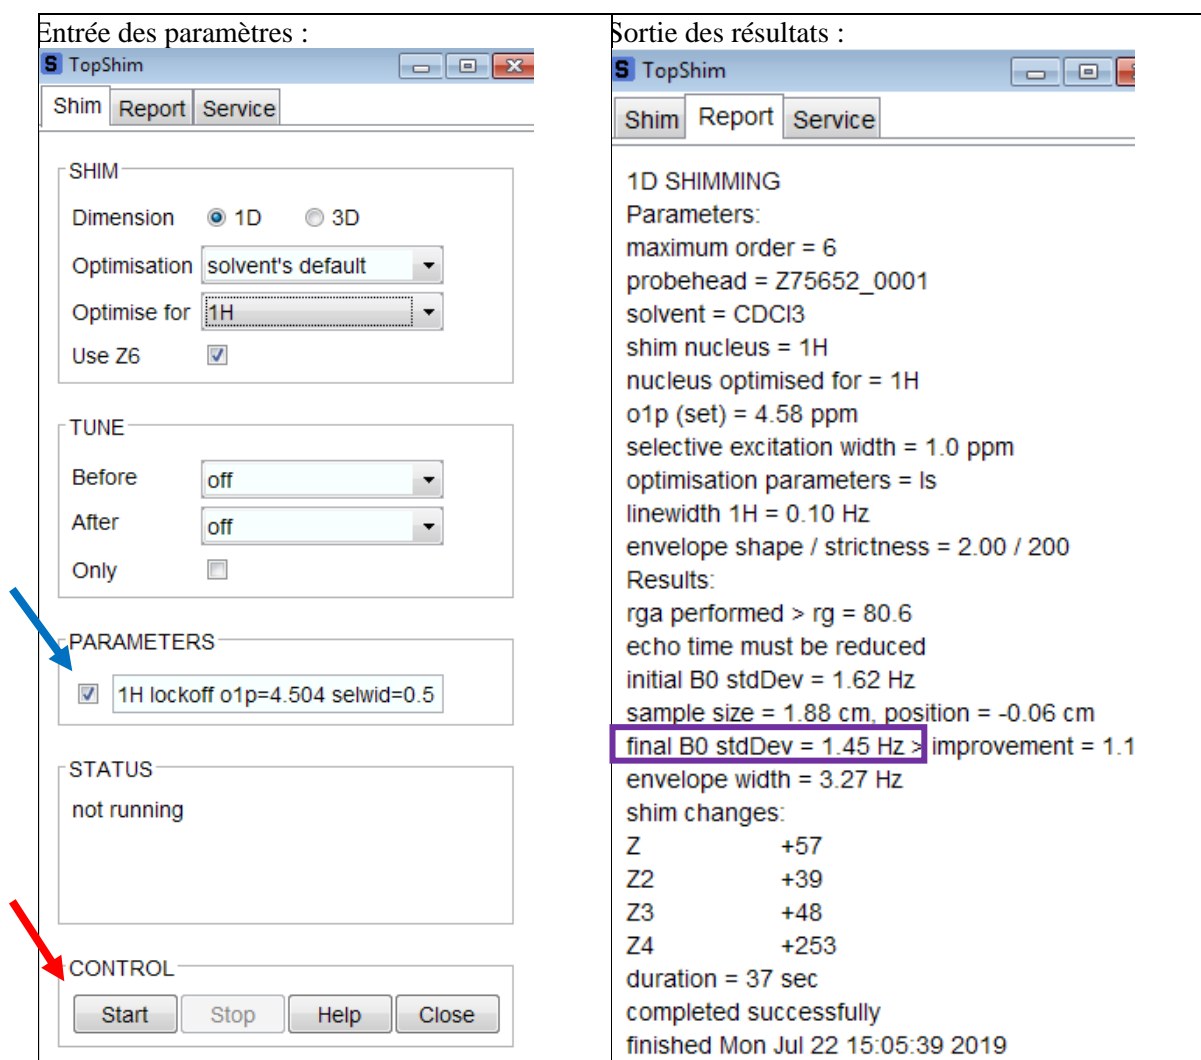 Entrée des paramètres :
TopShim
Shim Report Service
SHIM
Dimension 1D 3D
Optimisation solvent's default
Optimise for 1H
Use Z6
TUNE
Before off
After off
Only
PARAMETERS
1H lockoff o1p=4.504 selwid=0.5
STATUS
not running
CONTROL
Start Stop Help Close
Sortie des résultats :
TopShim
Shim Report Service
1D SHIMMING
Parameters:
maximum order = 6
probehead = Z75652_0001
solvent = CDCl3
shim nucleus = 1H
nucleus optimised for = 1H
o1p (set) = 4.58 ppm
selective excitation width = 1.0 ppm
optimisation parameters = ls
linewidth 1H = 0.10 Hz
envelope shape / strictness = 2.00 / 200
Results:
rga performed > rg = 80.6
echo time must be reduced
initial B0 stdDev = 1.62 Hz
sample size = 1.88 cm, position = -0.06 cm
final B0 stdDev = 1.45 Hz > improvement = 1.1
envelope width = 3.27 Hz
shim changes:
Z +57
Z2 +39
Z3 +48
Z4 +253
duration = 37 sec
completed successfully
finished Mon Jul 22 15:05:39 2019